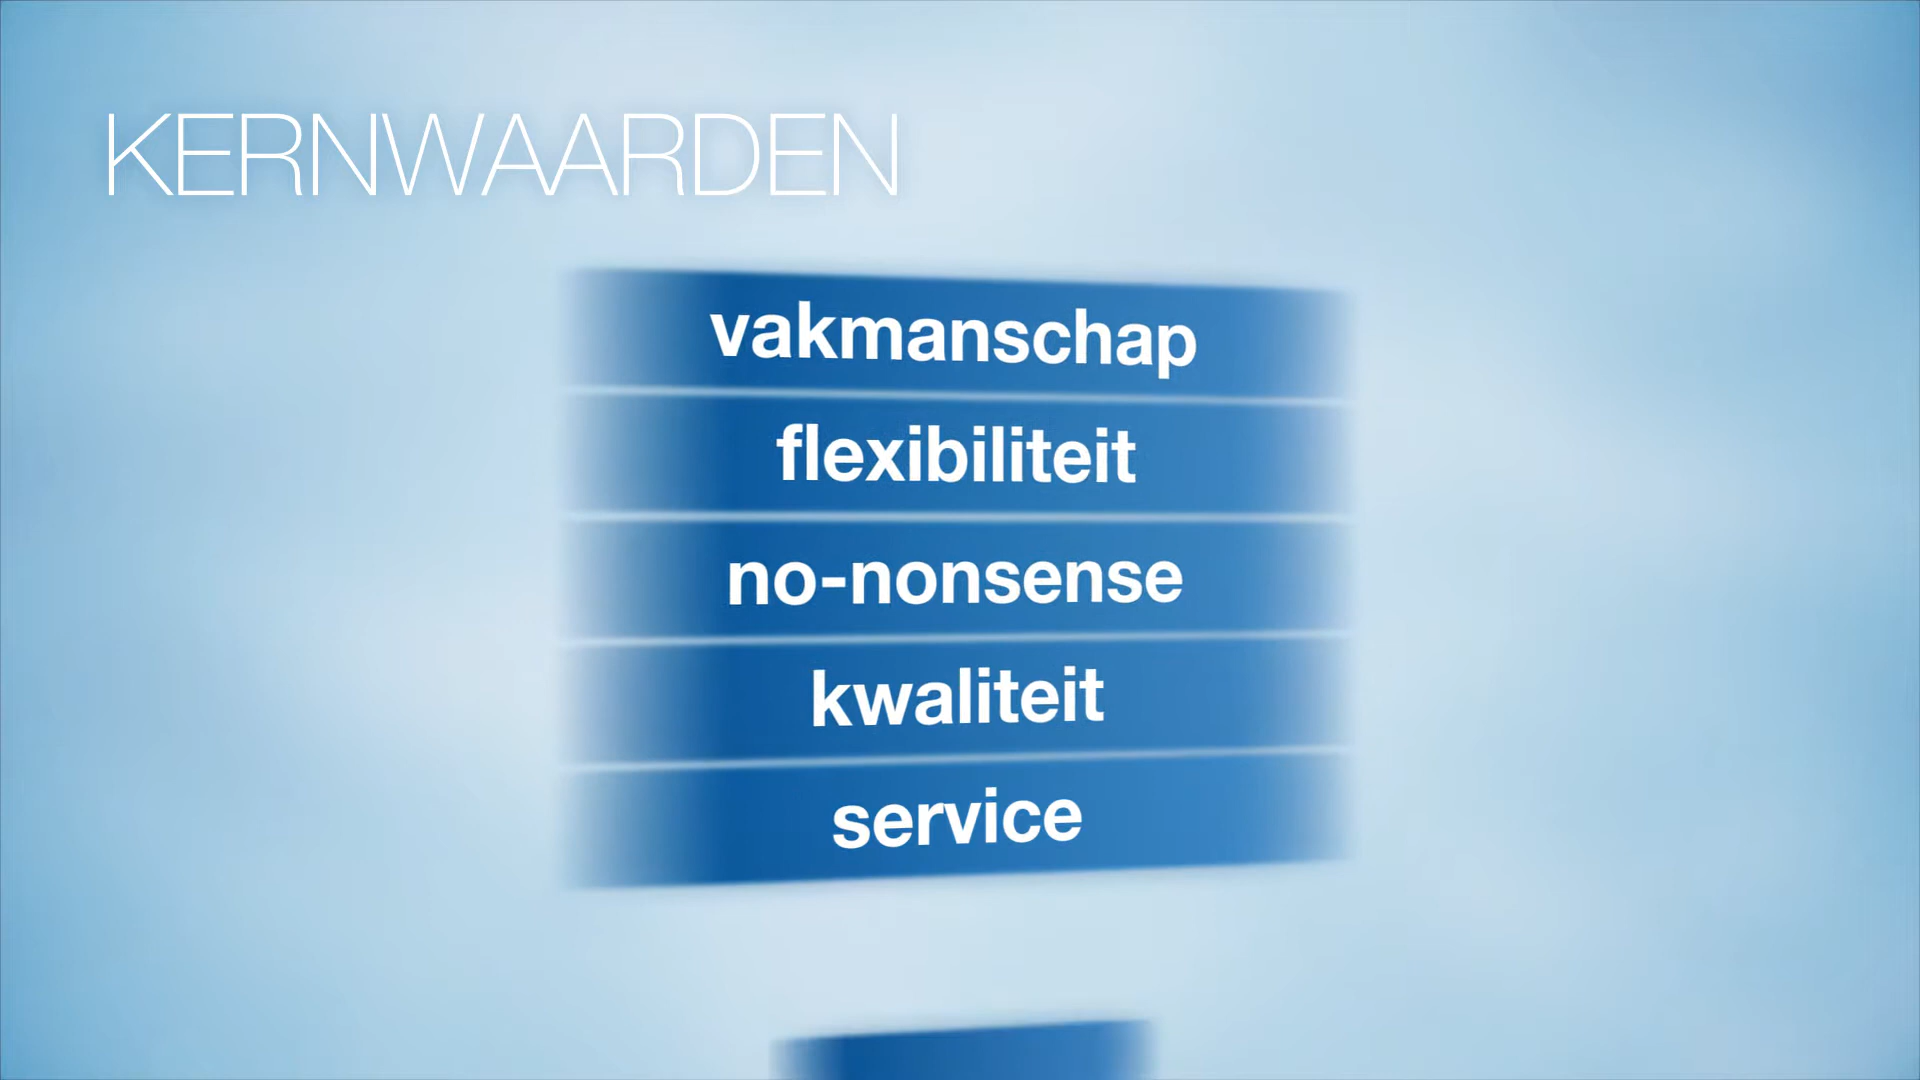 KERNWAARDEN
vakmanschap
flexibiliteit
no-nonsense
kwaliteit
service